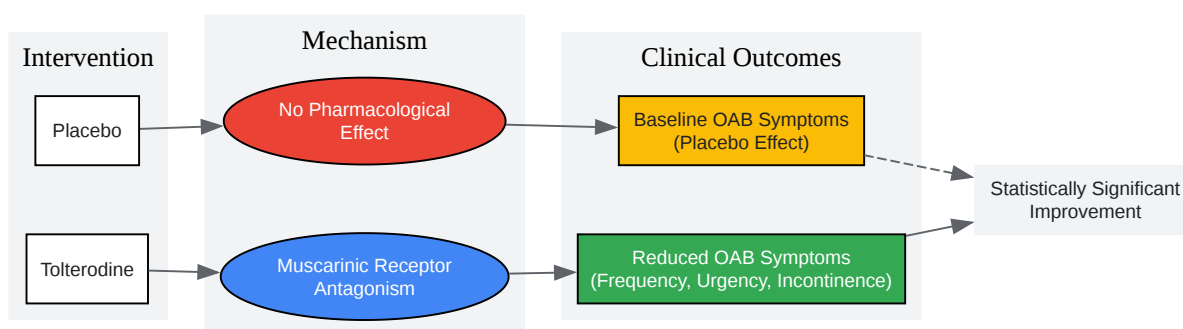 Intervention
Mechanism
Clinical Outcomes
Placebo
No Pharmacological
Effect
Baseline OAB Symptoms
(Placebo Effect)
Statistically Significant
Improvement
Tolterodine
Muscarinic Receptor
Antagonism
Reduced OAB Symptoms
(Frequency, Urgency, Incontinence)